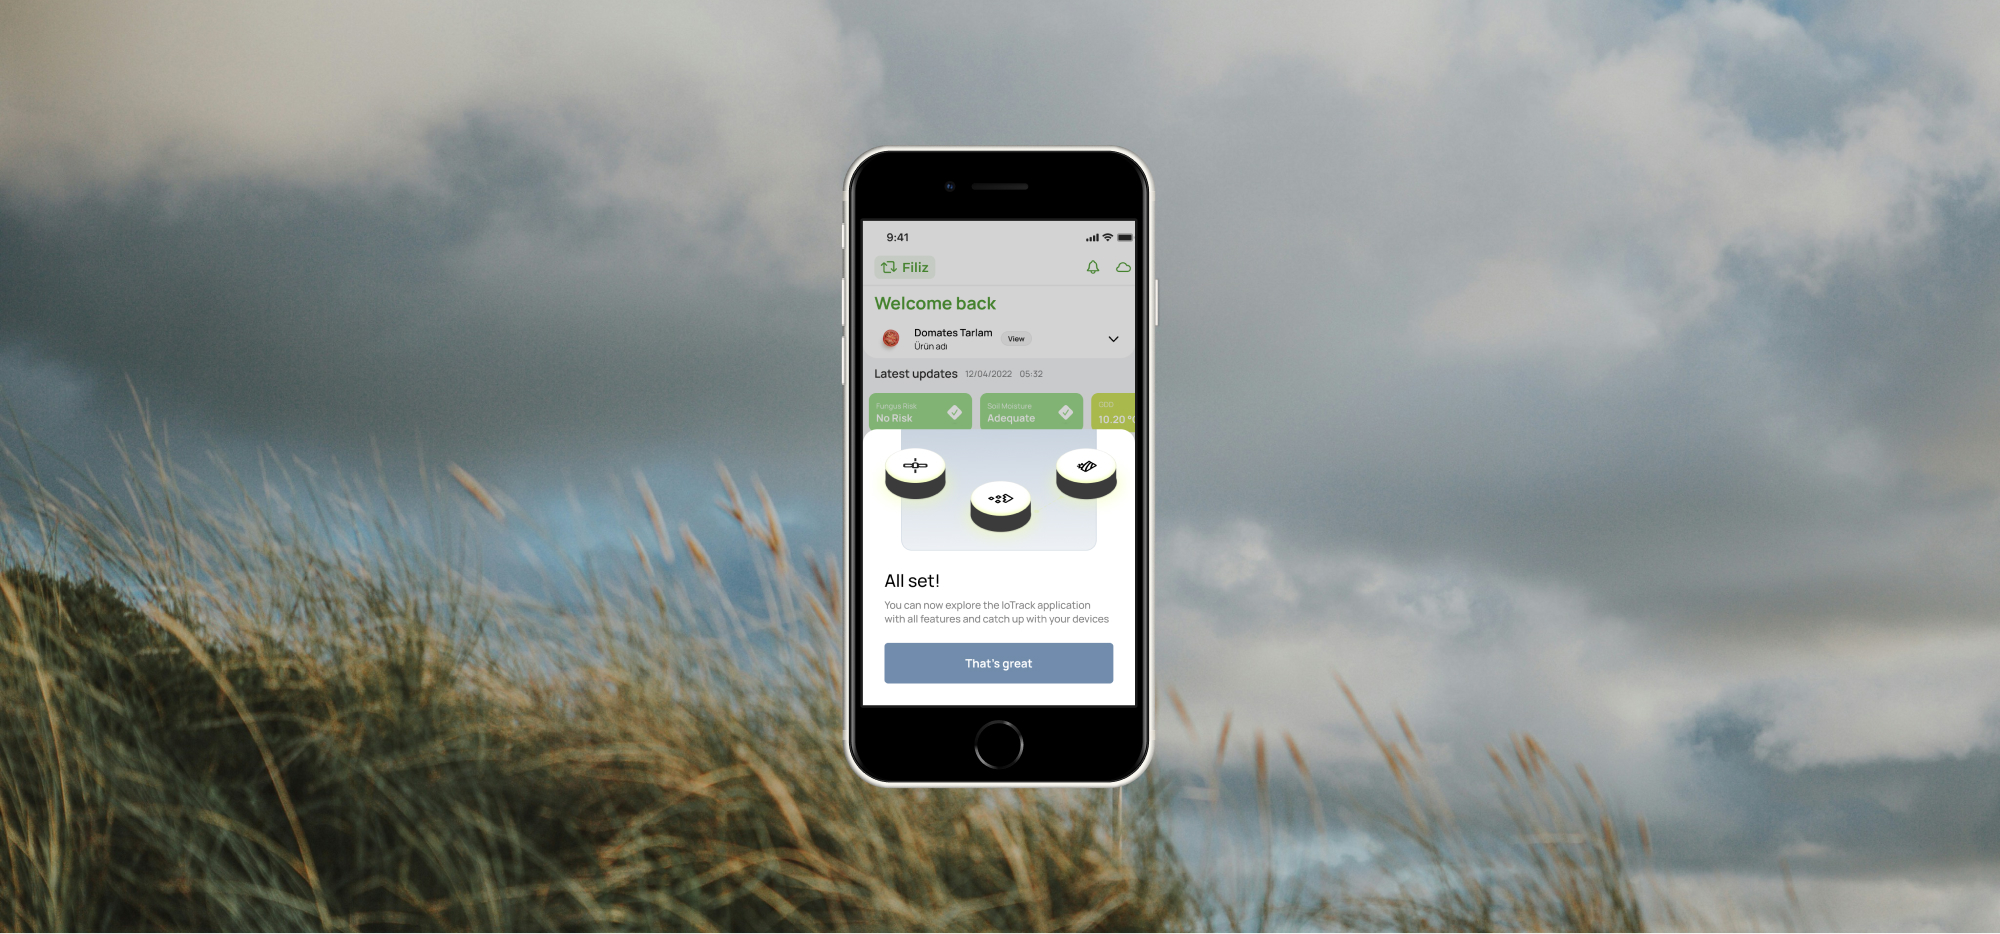 9:41
Filiz
Welcome back
Domates Tarlam
View
Ürün adı
Latest updates 12/04/2022 05:32
Fungus Risk
No Risk
Soil Moisture
Adequate
GDD
10.20
All set!
You can now explore the IoTrack application
with all features and catch up with your devices
That's great